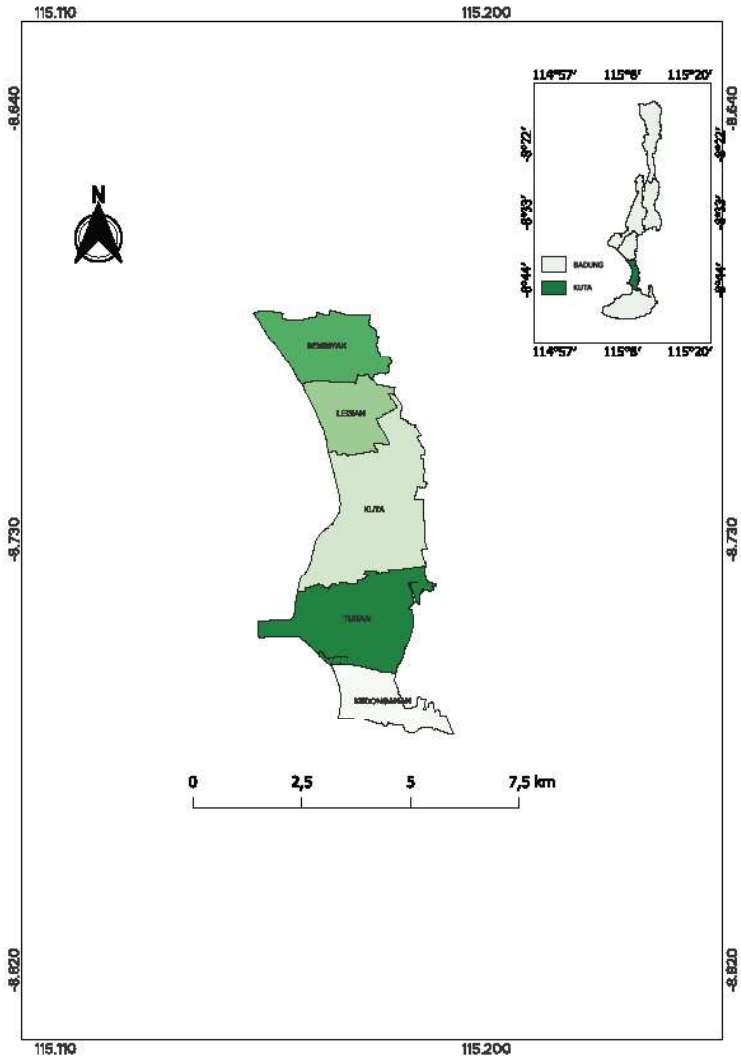 115.110 115.200
-8.640 -8.640
114°57' 115°8' 115°20'
-8°22' -8°22'
N
-8°33' -8°33'
BADUNG
KUTA
-8°44' -8°44'
114°57' 115°8' 115°20'
SEMINYAK
LEGIAN
KUTA
-8.730 -8.730
TUBAN
KEDONGANAN
0 2,5 5 7,5 km
-8.820 -8.820
115.110 115.200